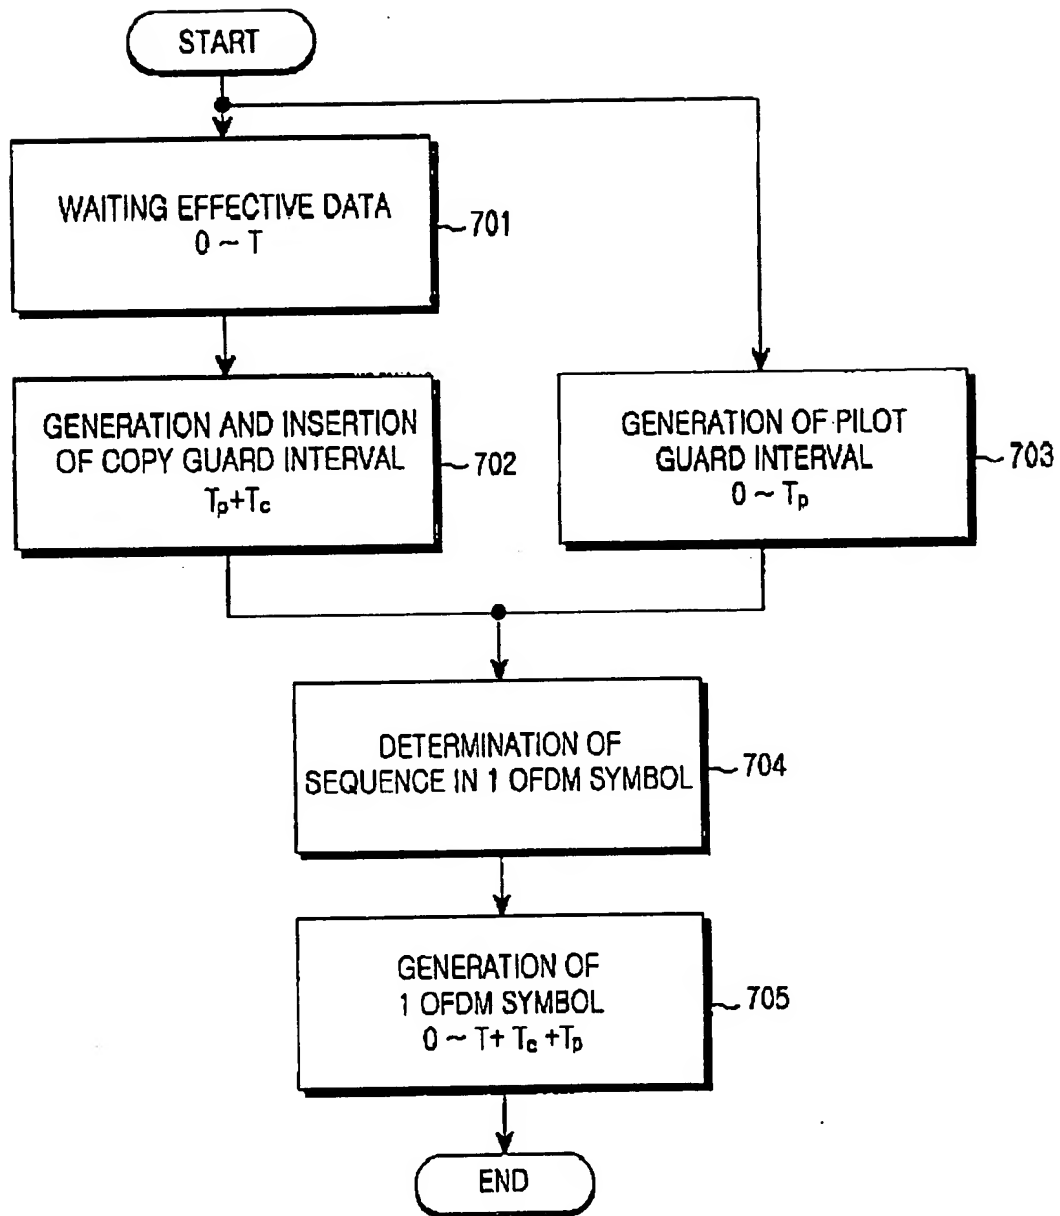 START
WAITING EFFECTIVE DATA
0 ~ T
701
GENERATION AND INSERTION
OF COPY GUARD INTERVAL
Tp+Tc
702
GENERATION OF PILOT
GUARD INTERVAL
0 ~ Tp
703
DETERMINATION OF
SEQUENCE IN 1 OFDM SYMBOL
704
GENERATION OF
1 OFDM SYMBOL
0 ~ T+ Tc +Tp
705
END